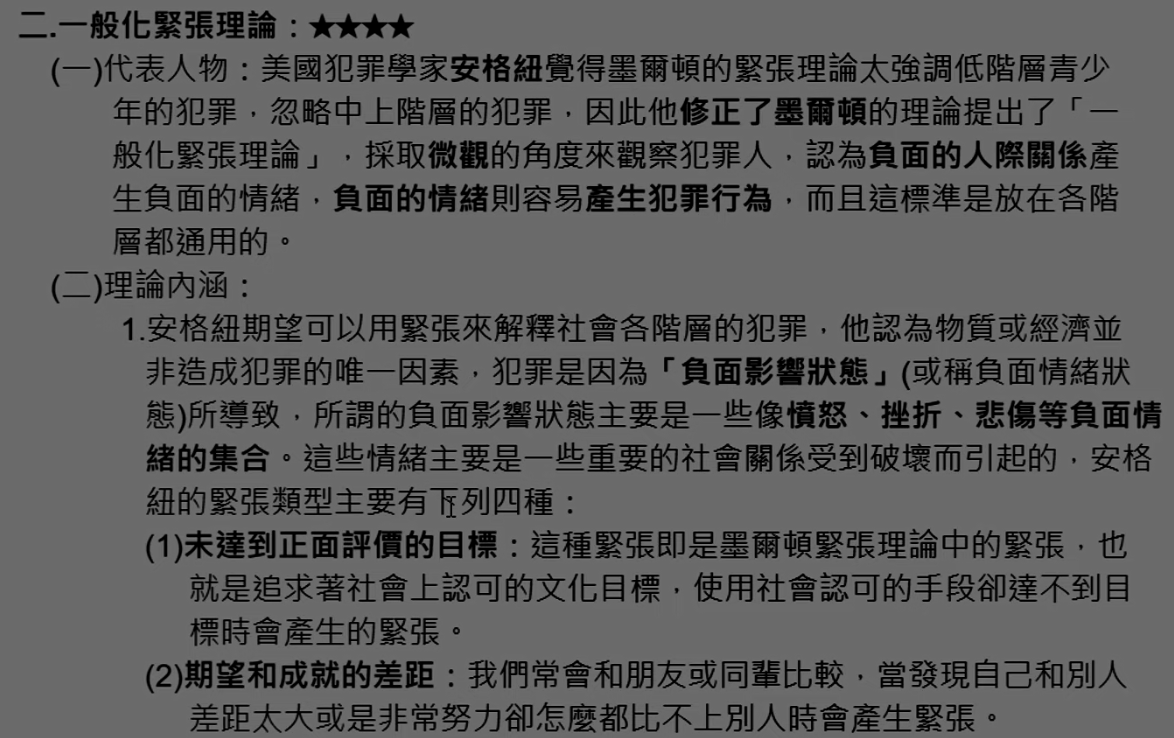 二.一般化緊張理論：★★★★
(一)代表人物：美國犯罪學家安格紐覺得墨爾頓的緊張理論太強調低階層青少
年的犯罪，忽略中上階層的犯罪，因此他修正了墨爾頓的理論提出了「一
般化緊張理論」，採取微觀的角度來觀察犯罪人，認為負面的人際關係產
生負面的情緒，負面的情緒則容易產生犯罪行為，而且這標準是放在各階
層都通用的。
(二)理論內涵：
1.安格紐期望可以用緊張來解釋社會各階層的犯罪，他認為物質或經濟並
非造成犯罪的唯一因素，犯罪是因為「負面影響狀態」(或稱負面情緒狀
態)所導致，所謂的負面影響狀態主要是一些像憤怒、挫折、悲傷等負面情
緒的集合。這些情緒主要是一些重要的社會關係受到破壞而引起的，安格
紐的緊張類型主要有下列四種：
(1)未達到正面評價的目標：這種緊張即是墨爾頓緊張理論中的緊張，也
就是追求著社會上認可的文化目標，使用社會認可的手段卻達不到目
標時會產生的緊張。
(2)期望和成就的差距：我們常會和朋友或同輩比較，當發現自己和別人
差距太大或是非常努力卻怎麼都比不上別人時會產生緊張。